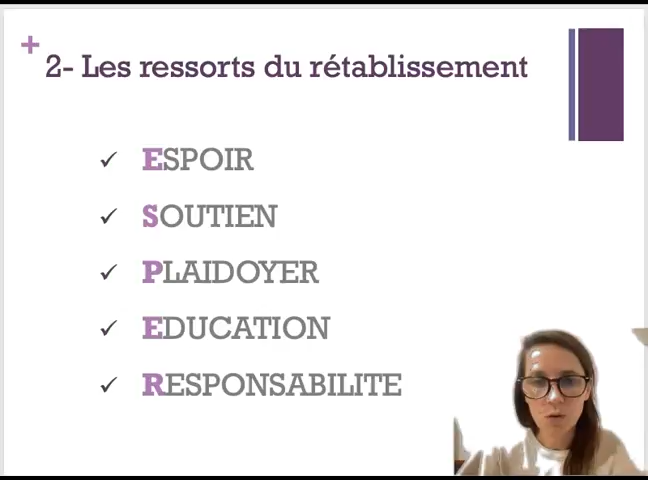 +
2- Les ressorts du rétablissement
✓ ESPOIR
✓ SOUTIEN
✓ PLAIDOYER
✓ EDUCATION
✓ RESPONSABILITE